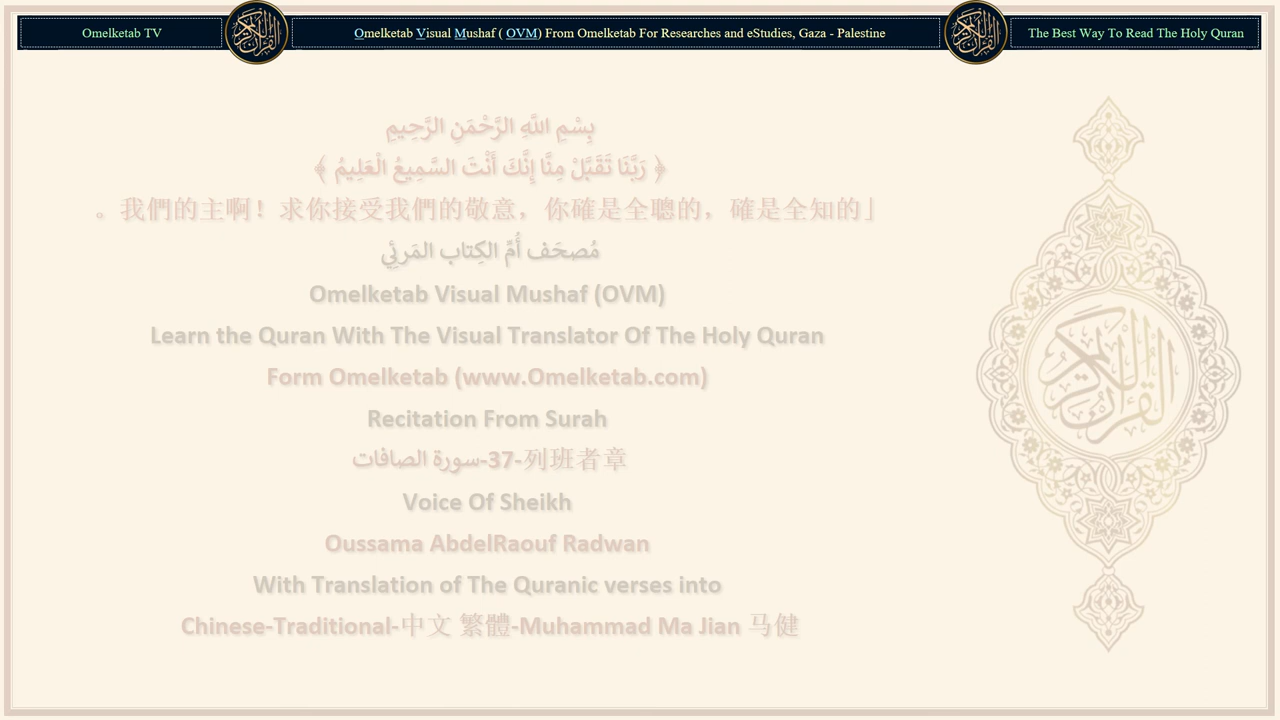 Omelketab TV
Omelketab Visual Mushaf ( OVM) From Omelketab For Researches and eStudies, Gaza - Palestine
The Best Way To Read The Holy Quran
بِسْمِ اللَّهِ الرَّحْمَنِ الرَّحِيمِ
﴿ رَبَّنَا تَقَبَّلْ مِنَّا إِنَّكَ أَنْتَ السَّمِيعُ الْعَلِيمُ ﴾
。我們的主啊！求你接受我們的敬意，你確是全聰的，確是全知的」
مُصحَف أُمِّ الكِتاب المَرئِي
Omelketab Visual Mushaf (OVM)
Learn the Quran With The Visual Translator Of The Holy Quran
Form Omelketab (www.Omelketab.com)
Recitation From Surah
سورة الصافات-37-列班者章
Voice Of Sheikh
Oussama AbdelRaouf Radwan
With Translation of The Quranic verses into
Chinese-Traditional-中文 繁體-Muhammad Ma Jian 马健
القرآن الكريم